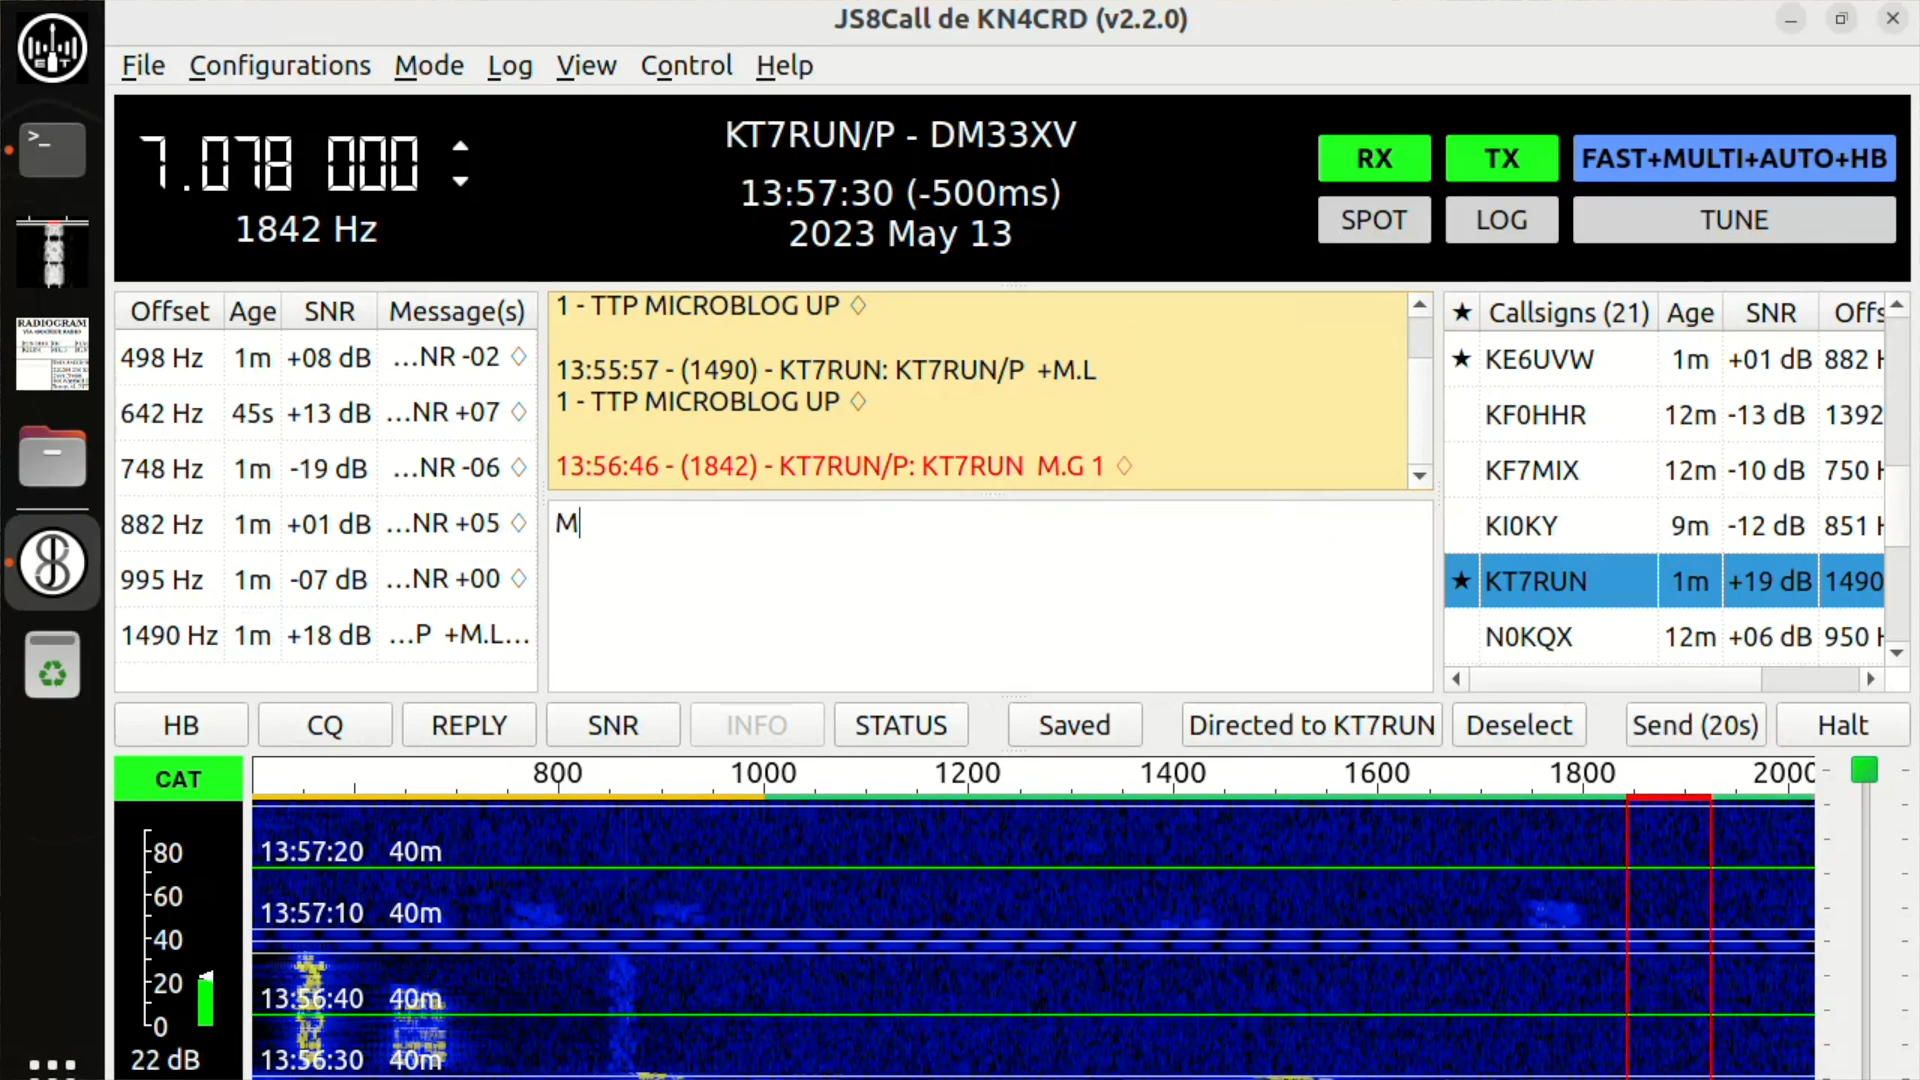 JS8Call de KN4CRD (v2.2.0)
File Configurations Mode Log View Control Help
7.078 000
1842 Hz
KT7RUN/P - DM33XV
13:57:30 (-500ms)
2023 May 13
RX TX FAST+MULTI+AUTO+HB
SPOT LOG TUNE
>_
E T
RADIOGRAM
VIA AMATEUR RADIO
Offset Age SNR Message(s)
498 Hz 1m +08 dB ...NR -02 ♢
642 Hz 45s +13 dB ...NR +07 ♢
748 Hz 1m -19 dB ...NR -06 ♢
882 Hz 1m +01 dB ...NR +05 ♢
995 Hz 1m -07 dB ...NR +00 ♢
1490 Hz 1m +18 dB ...P +M.L...
1 - TTP MICROBLOG UP ♢
13:55:57 - (1490) - KT7RUN: KT7RUN/P +M.L
1 - TTP MICROBLOG UP ♢
13:56:46 - (1842) - KT7RUN/P: KT7RUN M.G 1 ♢
M
★ Callsigns (21) Age SNR Offs
★ KE6UVW 1m +01 dB 882 H
KF0HHR 12m -13 dB 1392
KF7MIX 12m -10 dB 750 H
KI0KY 9m -12 dB 851 H
★ KT7RUN 1m +19 dB 1490
N0KQX 12m +06 dB 950 H
HB CQ REPLY SNR INFO STATUS Saved Directed to KT7RUN Deselect Send (20s) Halt
CAT
800 1000 1200 1400 1600 1800 2000
80
60
40
20
0
22 dB
13:57:20 40m
13:57:10 40m
13:56:40 40m
13:56:30 40m